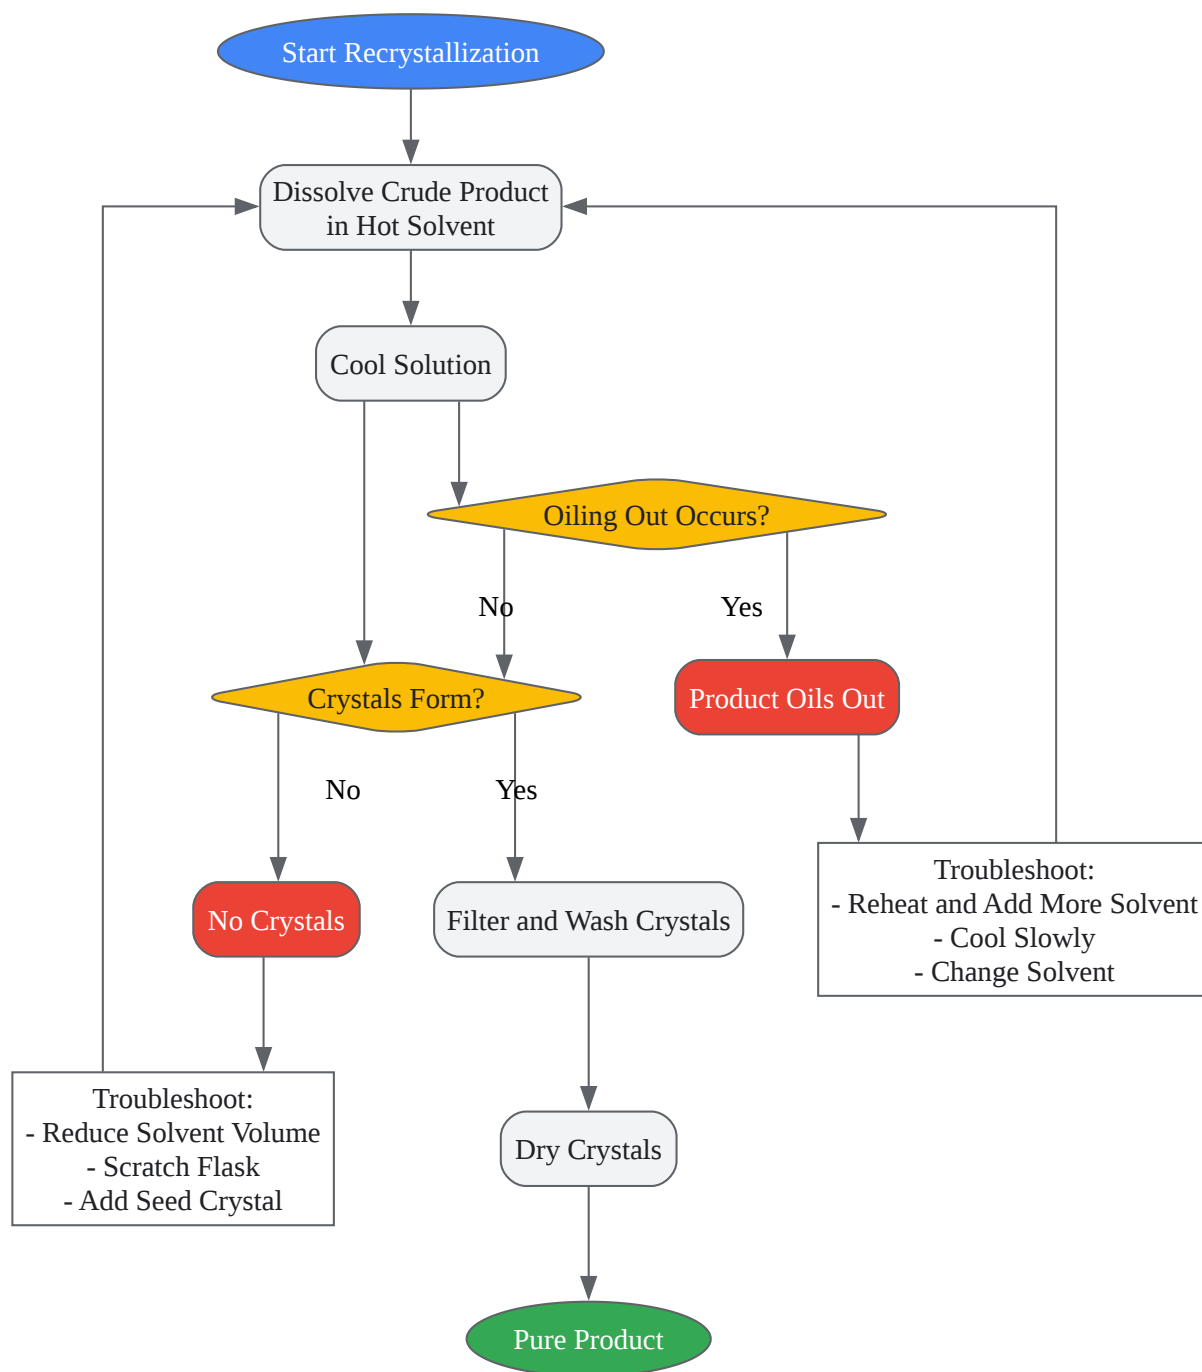 Start Recrystallization
Dissolve Crude Product
in Hot Solvent
Cool Solution
Oiling Out Occurs?
No
Yes
Crystals Form?
Product Oils Out
No
Yes
Troubleshoot:
- Reheat and Add More Solvent
- Cool Slowly
- Change Solvent
No Crystals
Filter and Wash Crystals
Troubleshoot:
- Reduce Solvent Volume
- Scratch Flask
- Add Seed Crystal
Dry Crystals
Pure Product